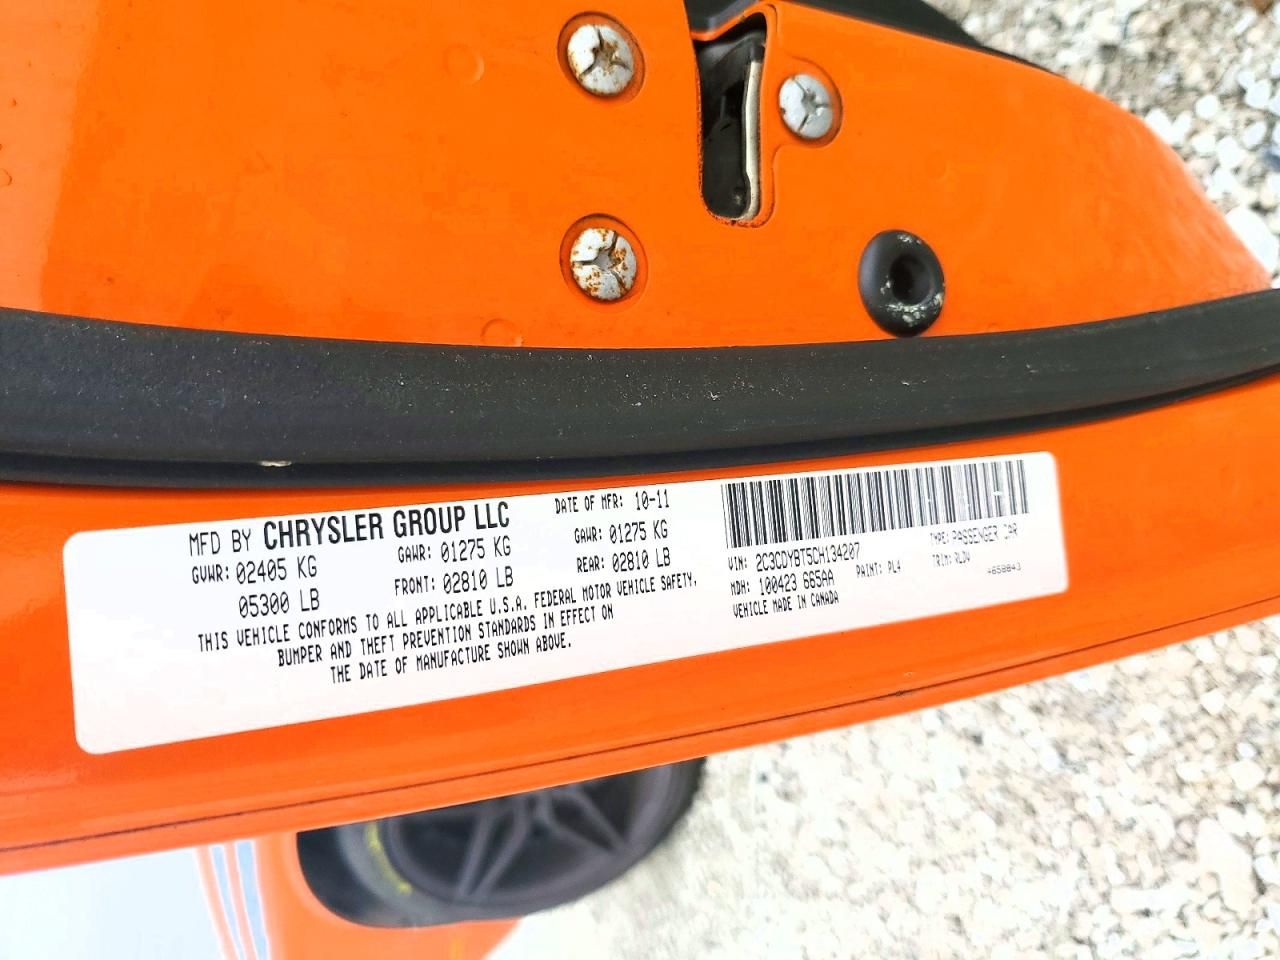 MFD BY CHRYSLER GROUP LLC DATE OF MFR: 10-11
GVWR: 02405 KG GAWR: 01275 KG GAWR: 01275 KG
05300 LB FRONT: 02810 LB REAR: 02810 LB
THIS VEHICLE CONFORMS TO ALL APPLICABLE U.S.A. FEDERAL MOTOR VEHICLE SAFETY,
BUMPER AND THEFT PREVENTION STANDARDS IN EFFECT ON
THE DATE OF MANUFACTURE SHOWN ABOVE.
VIN: 2C3CDYBT5CH134207 TYPE: PASSENGER CAR
MDH: 100423 665AA PAINT: PL4 TRIM: RLDV
VEHICLE MADE IN CANADA 4658843